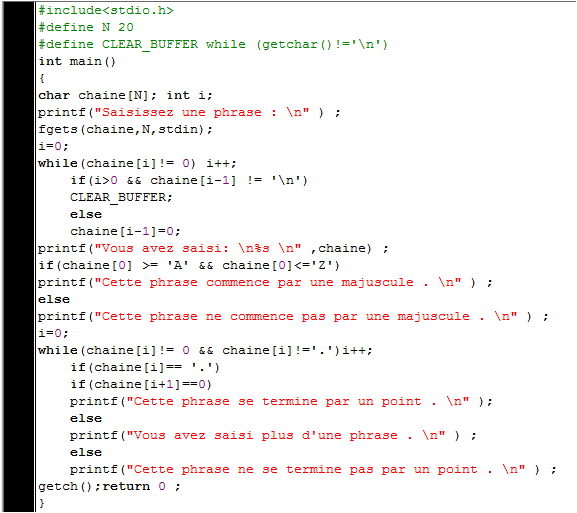 #include<stdio.h>
#define N 20
#define CLEAR_BUFFER while (getchar()!='\n')
int main()
{
char chaine[N]; int i;
printf("Saisissez une phrase : \n" ) ;
fgets(chaine,N,stdin);
i=0;
while(chaine[i]!= 0) i++;
    if(i>0 && chaine[i-1] != '\n')
    CLEAR_BUFFER;
    else
    chaine[i-1]=0;
printf("Vous avez saisi: \n%s \n" ,chaine) ;
if(chaine[0] >= 'A' && chaine[0]<='Z')
printf("Cette phrase commence par une majuscule . \n" ) ;
else
printf("Cette phrase ne commence pas par une majuscule . \n" ) ;
i=0;
while(chaine[i]!= 0 && chaine[i]!='.')i++;
    if(chaine[i]== '.')
    if(chaine[i+1]==0)
    printf("Cette phrase se termine par un point . \n" );
    else
    printf("Vous avez saisi plus d'une phrase . \n" ) ;
    else
    printf("Cette phrase ne se termine pas par un point . \n" ) ;
getch();return 0 ;
}